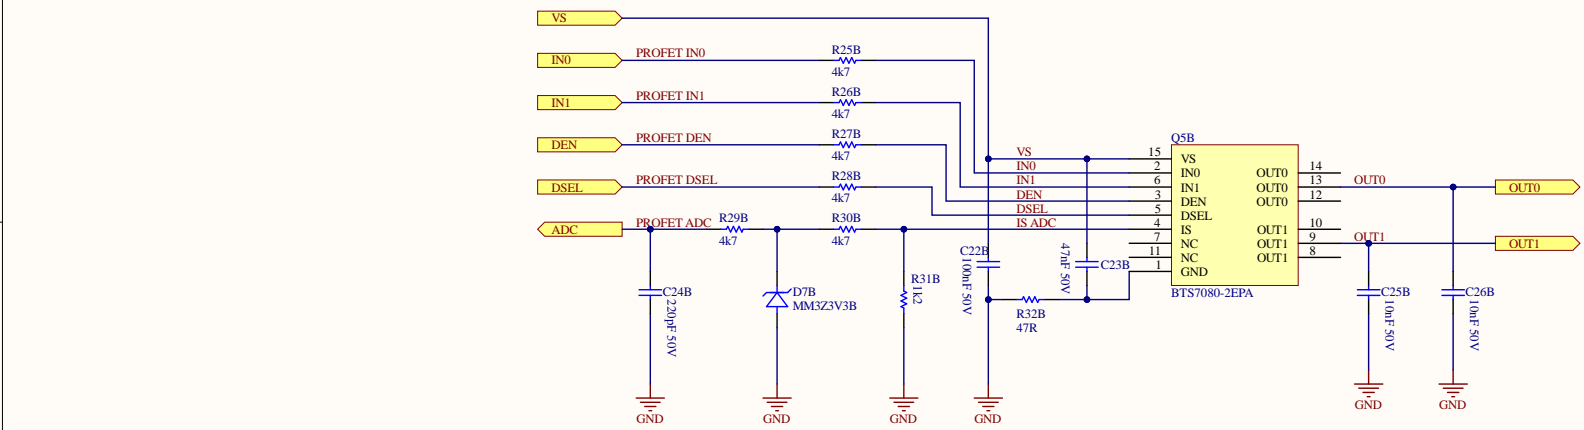 VS
IN0
PROFET IN0
R25B
4k7
IN1
PROFET IN1
R26B
4k7
DEN
PROFET DEN
R27B
4k7
DSEL
PROFET DSEL
R28B
4k7
ADC
PROFET ADC
R29B
4k7
R30B
4k7
VS
IN0
IN1
DEN
DSEL
IS ADC
Q5B
15 VS
2 IN0
6 IN1
3 DEN
5 DSEL
4 IS
7 NC
11 NC
1 GND
OUT0 14
OUT0 13
OUT0 12
OUT1 10
OUT1 9
OUT1 8
BTS7080-2EPA
OUT0
OUT0
OUT1
OUT1
C24B
220pF 50V
D7B
MM3Z3V3B
R31B
1k2
C22B
100nF 50V
47nF 50V
C23B
R32B
47R
C25B
10nF 50V
C26B
10nF 50V
GND
GND
GND
GND
GND
GND